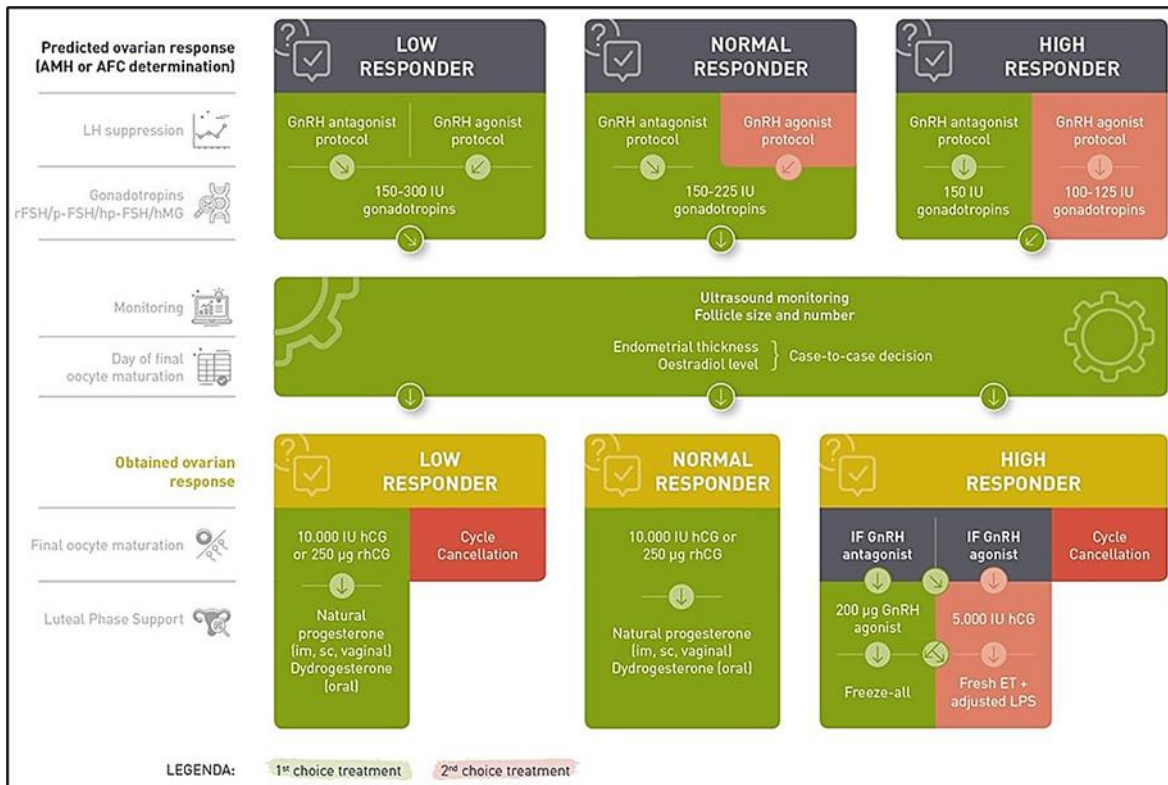 Predicted ovarian response
(AMH or AFC determination)
LOW
RESPONDER
NORMAL
RESPONDER
HIGH
RESPONDER
LH suppression
GnRH antagonist
protocol
GnRH agonist
protocol
GnRH antagonist
protocol
GnRH agonist
protocol
GnRH antagonist
protocol
GnRH agonist
protocol
Gonadotropins
rFSH/p-FSH/hp-FSH/hMG
150-300 IU
gonadotropins
150-225 IU
gonadotropins
150 IU
gonadotropins
100-125 IU
gonadotropins
Monitoring
Ultrasound monitoring
Follicle size and number
Day of final
oocyte maturation
Endometrial thickness
Oestradiol level
Case-to-case decision
Obtained ovarian
response
LOW
RESPONDER
NORMAL
RESPONDER
HIGH
RESPONDER
Final oocyte maturation
10.000 IU hCG
or 250 µg rhCG
Cycle
Cancellation
10.000 IU hCG or
250 µg rhCG
IF GnRH
antagonist
IF GnRH
agonist
Cycle
Cancellation
Luteal Phase Support
Natural
progesterone
(im, sc, vaginal)
Dydrogesterone
(oral)
Natural progesterone
(im, sc, vaginal)
Dydrogesterone (oral)
200 µg GnRH
agonist
5.000 IU hCG
Freeze-all
Fresh ET +
adjusted LPS
LEGENDA:
1st choice treatment
2nd choice treatment